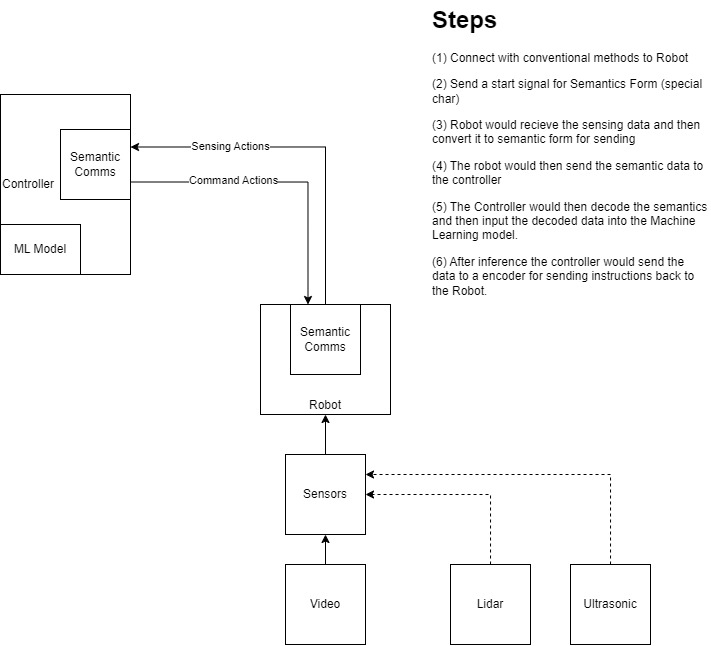 Steps
(1) Connect with conventional methods to Robot
(2) Send a start signal for Semantics Form (special
char)
(3) Robot would recieve the sensing data and then
convert it to semantic form for sending
(4) The robot would then send the semantic data to
the controller
(5) The Controller would then decode the semantics
and then input the decoded data into the Machine
Learning model.
(6) After inference the controller would send the
data to a encoder for sending instructions back to
the Robot.
Sensing Actions
Semantic
Comms
Controller
Command Actions
ML Model
Semantic
Comms
Robot
Sensors
Video
Lidar
Ultrasonic